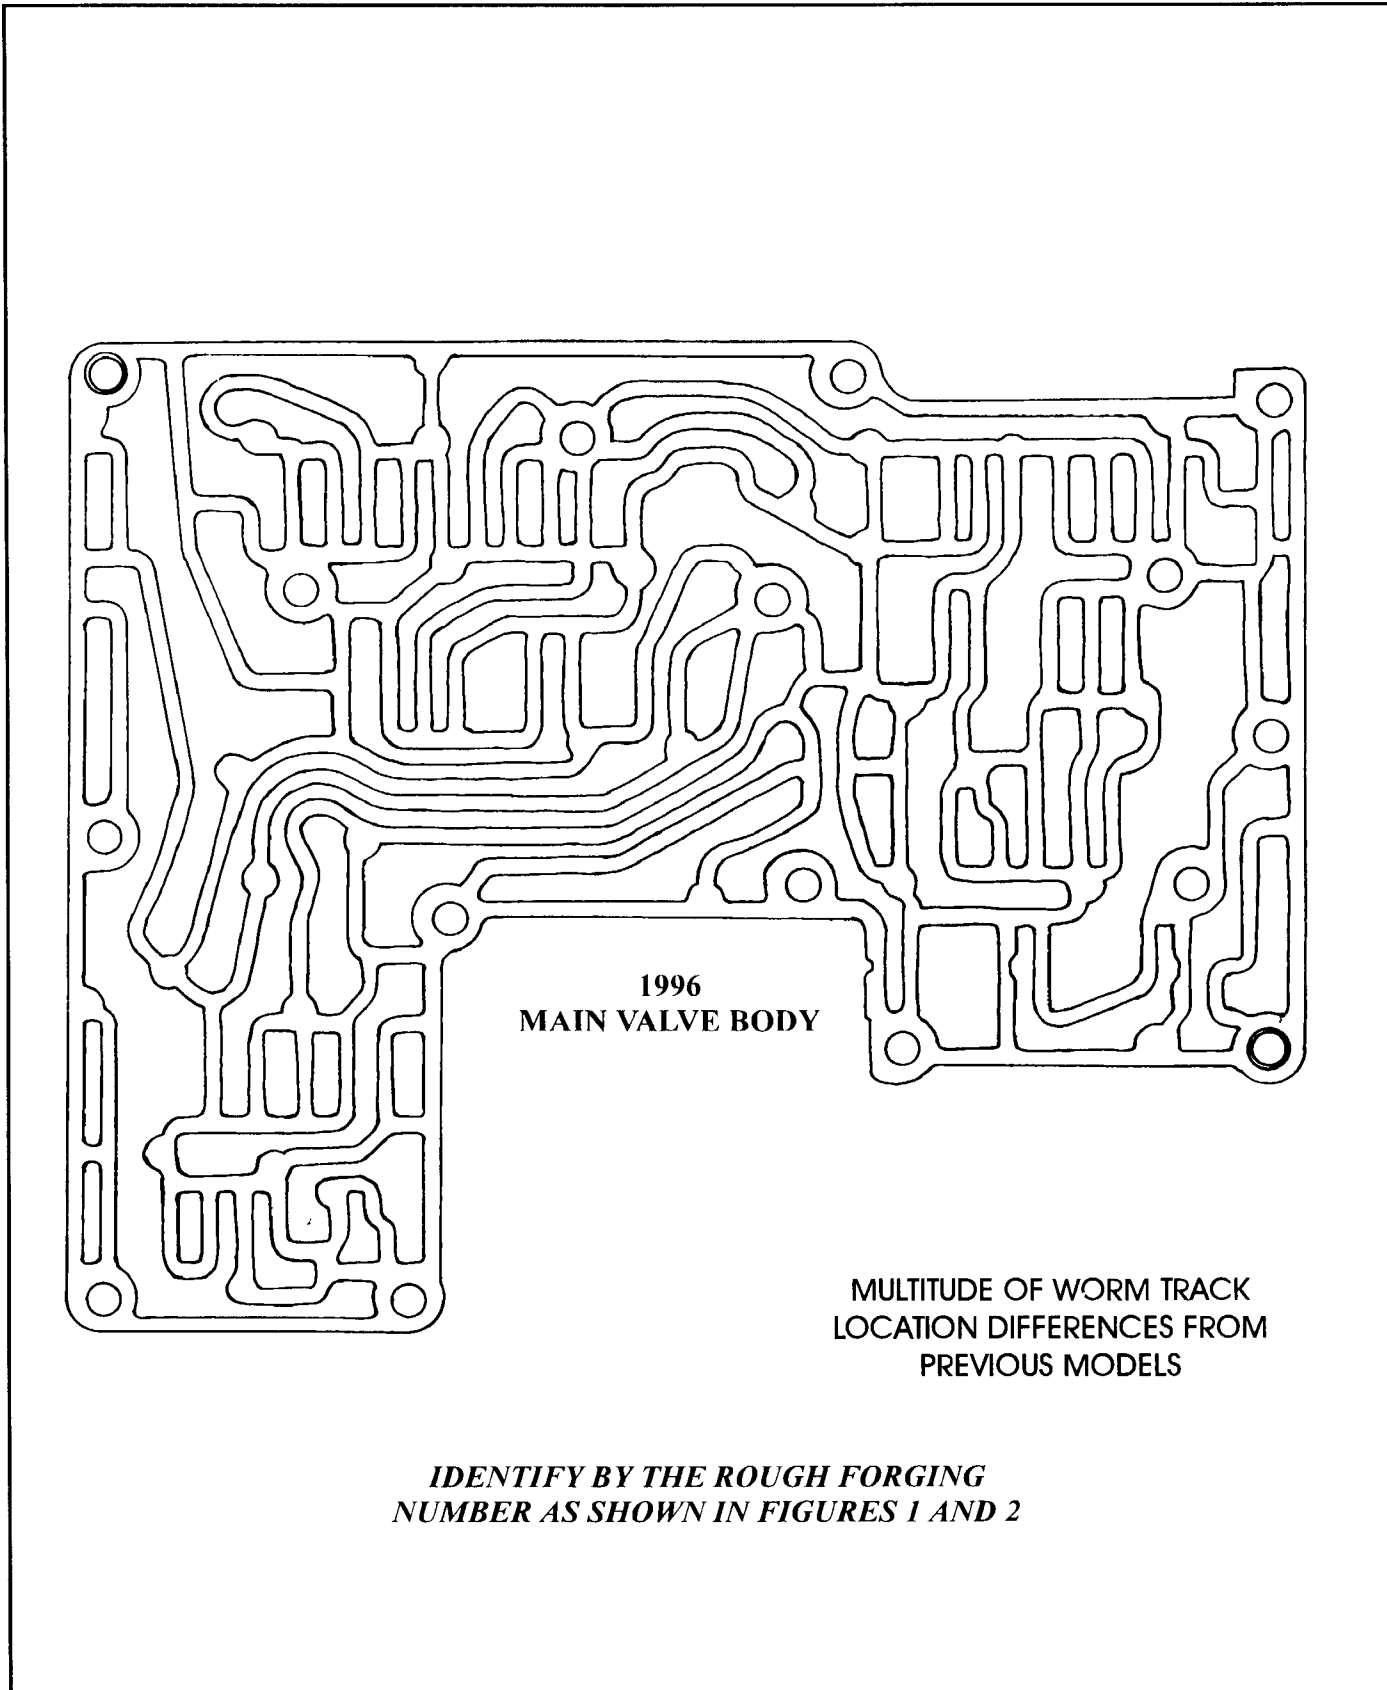 1996
MAIN VALVE BODY
MULTITUDE OF WORM TRACK
LOCATION DIFFERENCES FROM
PREVIOUS MODELS
IDENTIFY BY THE ROUGH FORGING
NUMBER AS SHOWN IN FIGURES 1 AND 2